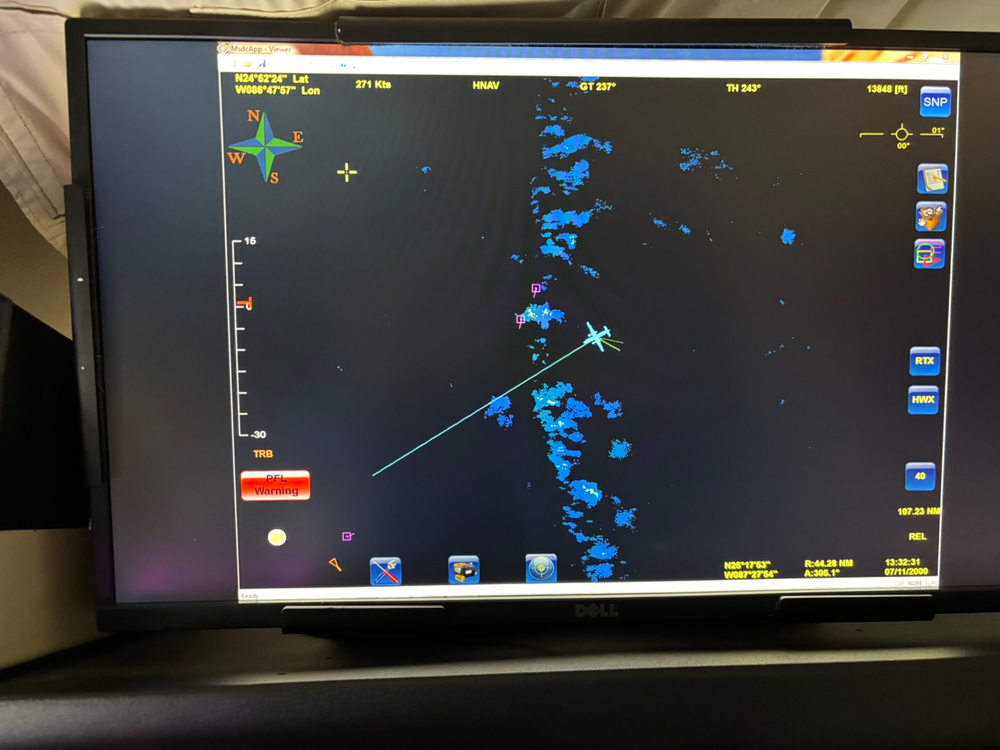 MsdcApp - Viewer
N24°52'24" Lat
W086°47'57" Lon
271 Kts
HNAV
GT 237°
TH 243°
13848 [ft]
SNP
N
E
W
S
01°
00°
15
0
-30
TRB
PFL
Warning
RTX
HWX
40
107.23 NM
REL
N25°17'53"
W087°27'54"
R:44.28 NM
A:305.1°
13:32:31
07/11/2000
CAP NUM SCRL
Ready
DELL